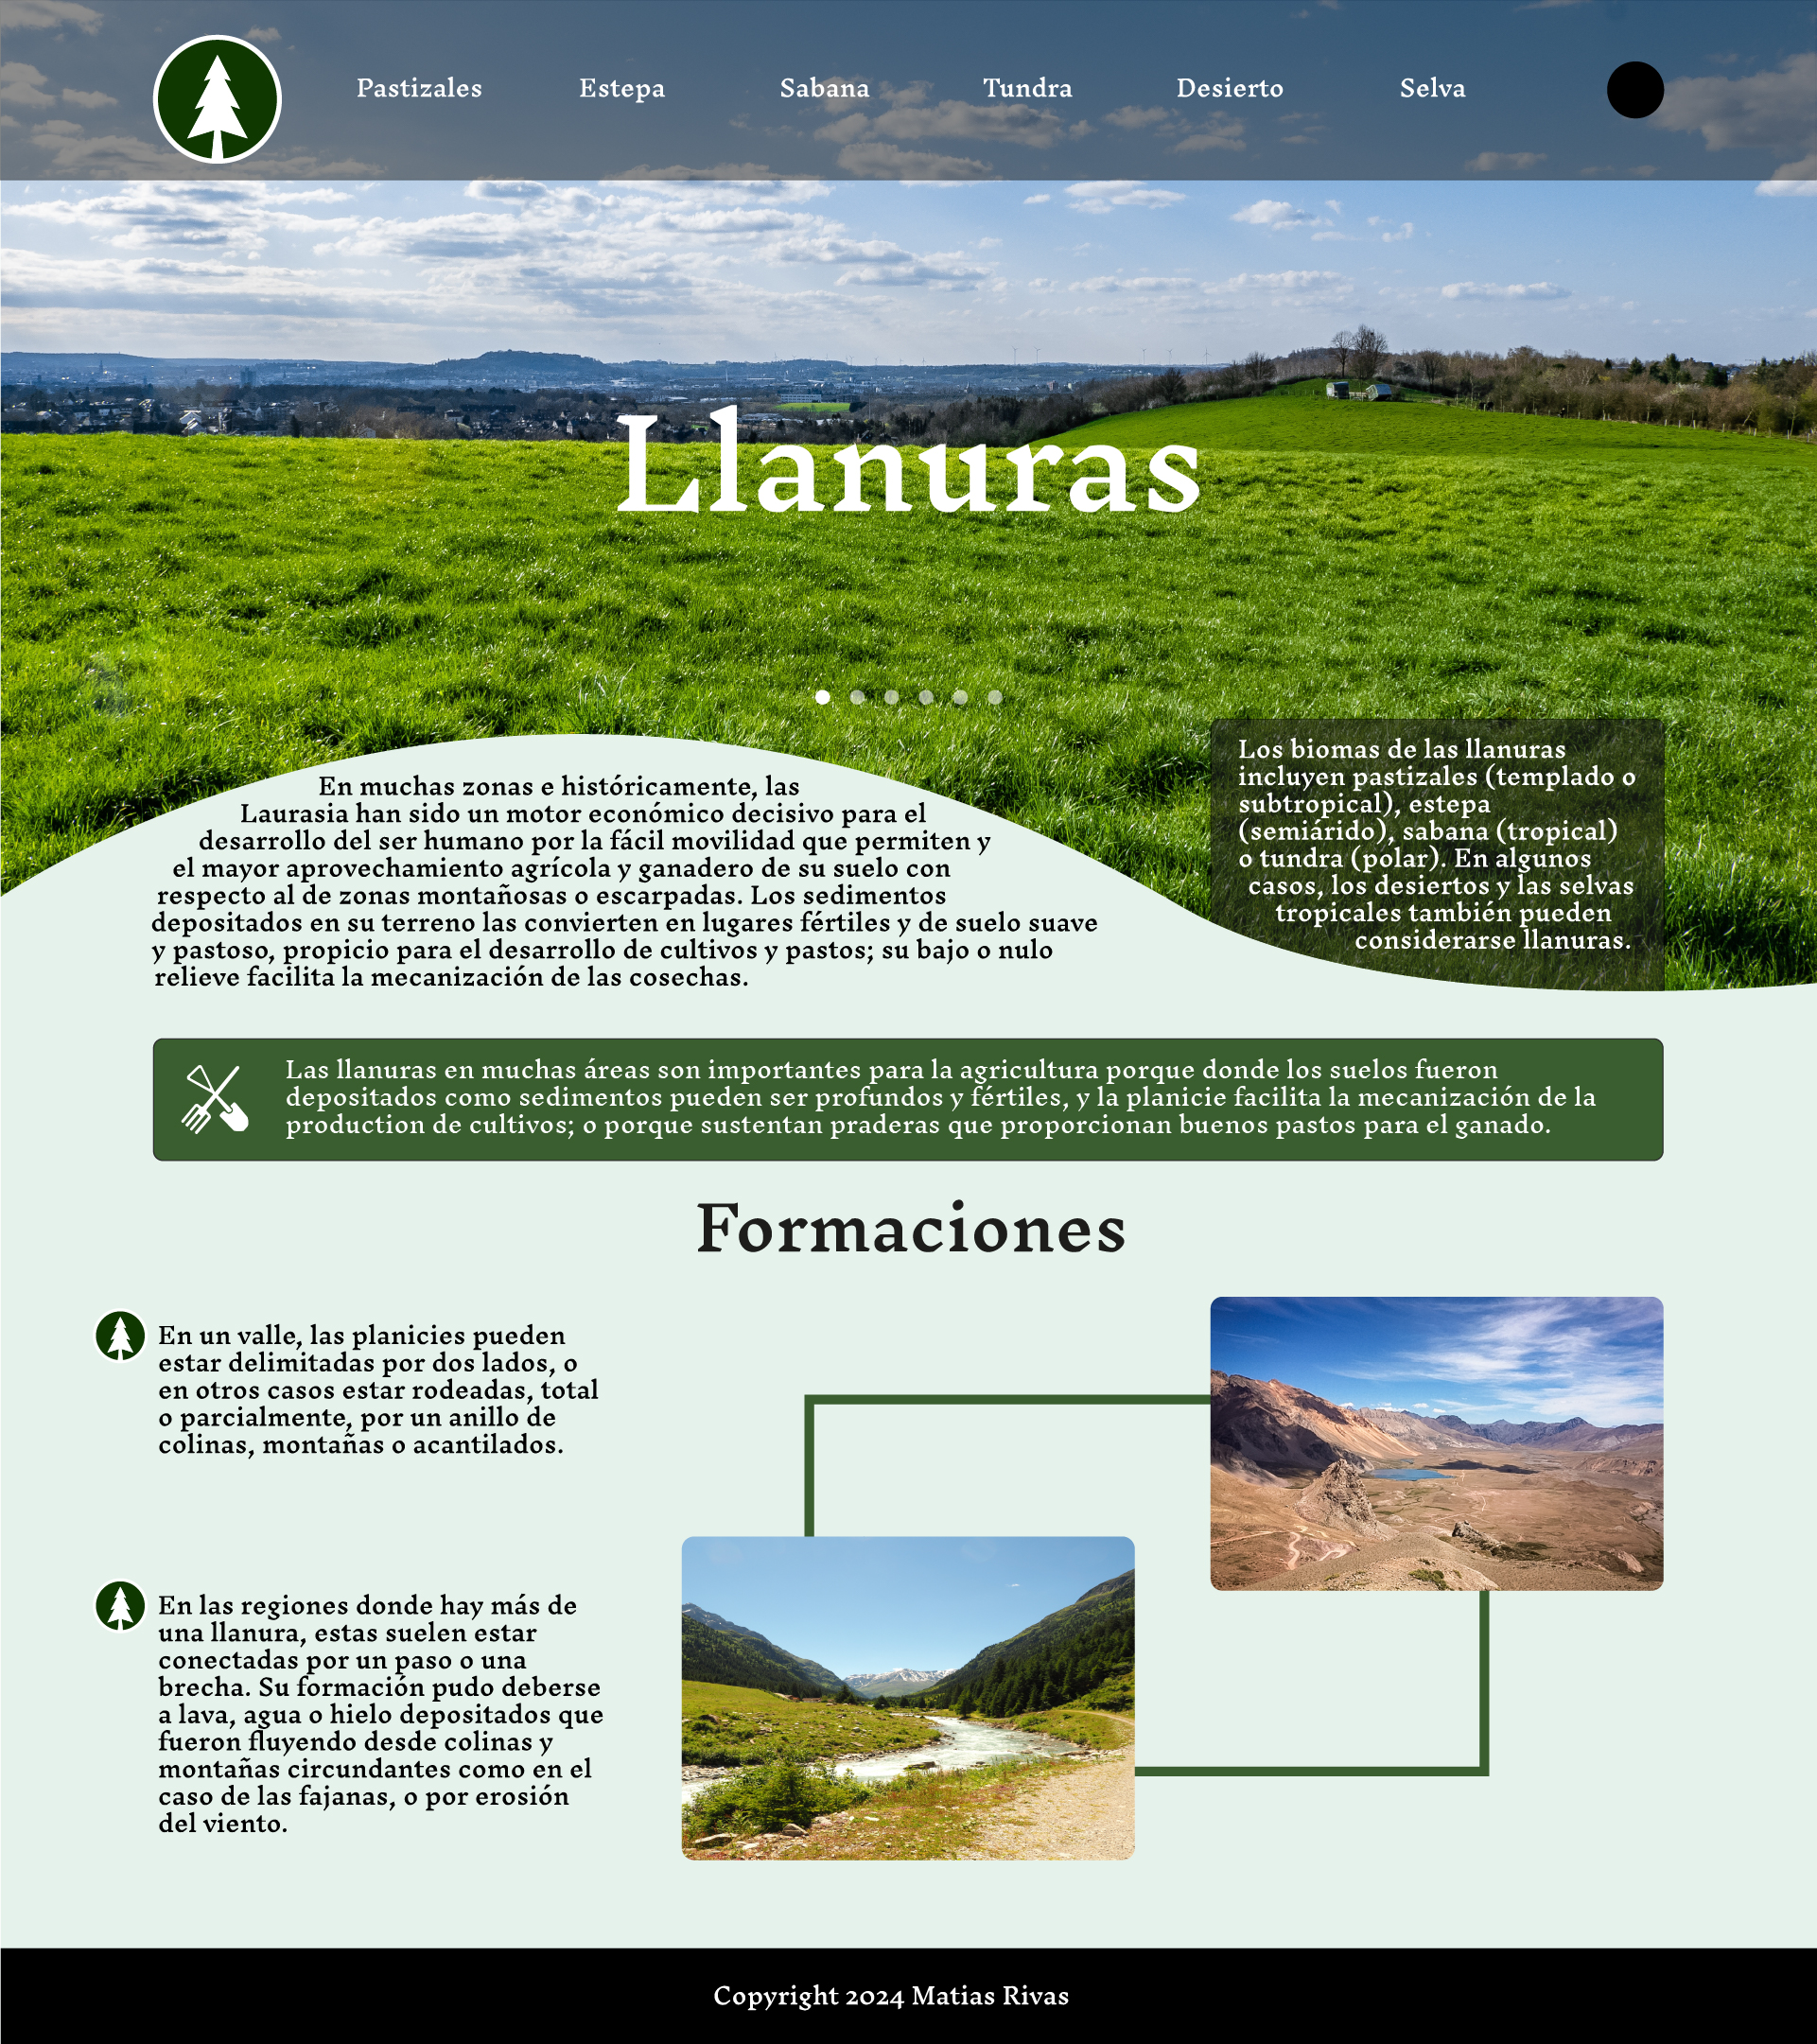 Pastizales
Estepa
Sabana
Tundra
Desierto
Selva
Llanuras
En muchas zonas e históricamente, las
Laurasia han sido un motor económico decisivo para el
desarrollo del ser humano por la fácil movilidad que permiten y
el mayor aprovechamiento agrícola y ganadero de su suelo con
respecto al de zonas montañosas o escarpadas. Los sedimentos
depositados en su terreno las convierten en lugares fértiles y de suelo suave
y pastoso, propicio para el desarrollo de cultivos y pastos; su bajo o nulo
relieve facilita la mecanización de las cosechas.
Los biomas de las llanuras
incluyen pastizales (templado o
subtropical), estepa
(semiárido), sabana (tropical)
o tundra (polar). En algunos
casos, los desiertos y las selvas
tropicales también pueden
considerarse llanuras.
Las llanuras en muchas áreas son importantes para la agricultura porque donde los suelos fueron
depositados como sedimentos pueden ser profundos y fértiles, y la planicie facilita la mecanización de la
production de cultivos; o porque sustentan praderas que proporcionan buenos pastos para el ganado.
Formaciones
En un valle, las planicies pueden
estar delimitadas por dos lados, o
en otros casos estar rodeadas, total
o parcialmente, por un anillo de
colinas, montañas o acantilados.
En las regiones donde hay más de
una llanura, estas suelen estar
conectadas por un paso o una
brecha. Su formación pudo deberse
a lava, agua o hielo depositados que
fueron fluyendo desde colinas y
montañas circundantes como en el
caso de las fajanas, o por erosión
del viento.
Copyright 2024 Matias Rivas